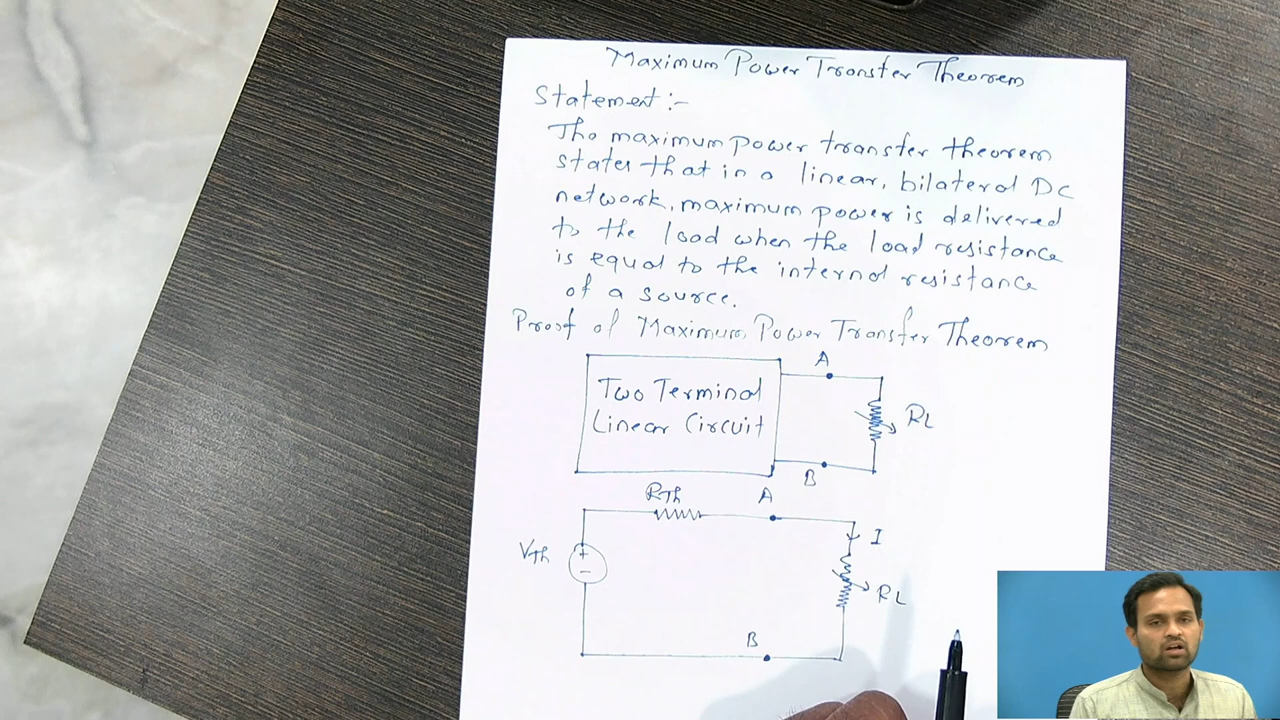 Maximum Power Transfer Theorem
Statement :-
The maximum power transfer theorem
states that in a linear, bilateral DC
network, maximum power is delivered
to the load when the load resistance
is equal to the internal resistance
of a source.
Proof of Maximum Power Transfer Theorem
A
Two Terminal
Linear Circuit
RL
B
RTh
A
I
VTh
+
-
RL
B